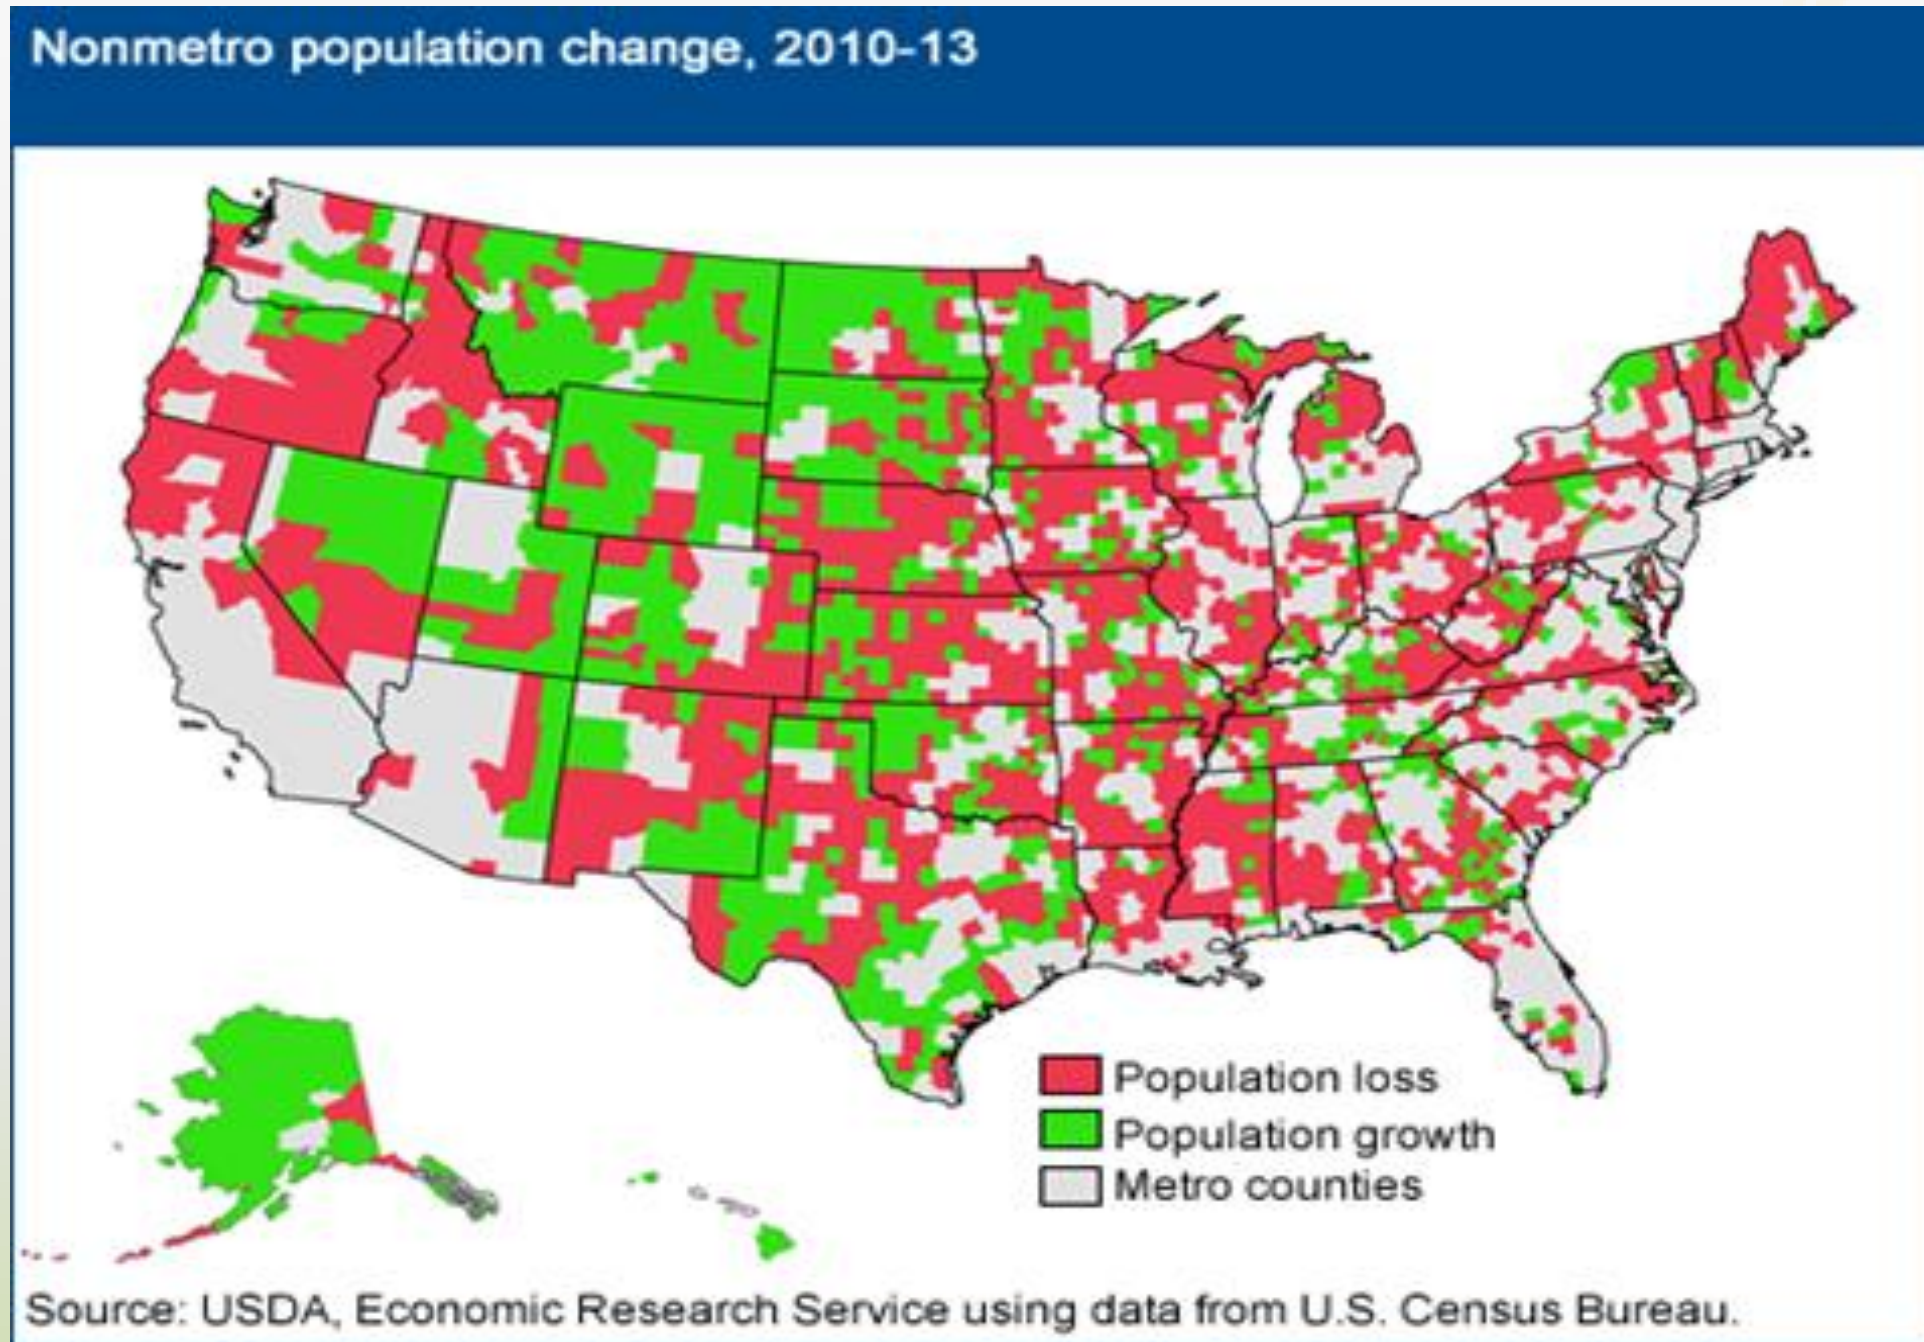 Nonmetro population change, 2010-13
Population loss
Population growth
Metro counties
Source: USDA, Economic Research Service using data from U.S. Census Bureau.